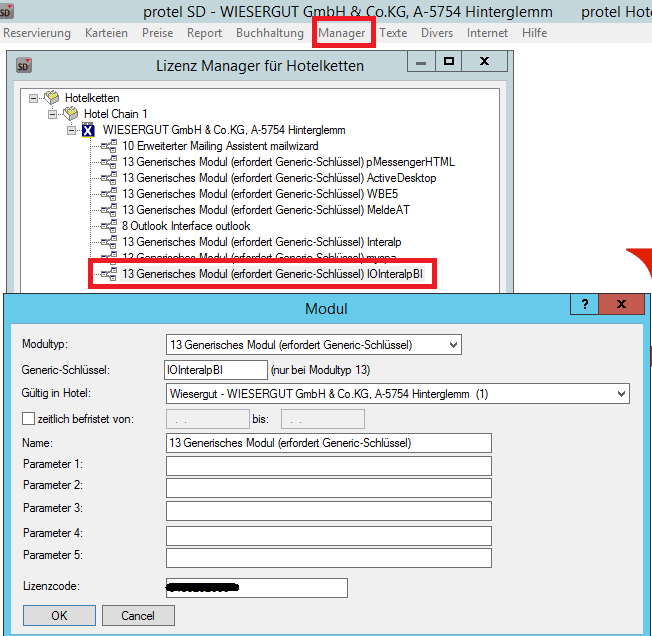 SD
protel SD - WIESERGUT GmbH & Co.KG, A-5754 Hinterglemm protel Hote
Reservierung Karteien Preise Report Buchhaltung Manager Texte Divers Internet Hilfe
SD
Lizenz Manager für Hotelketten
Hotelketten
Hotel Chain 1
WIESERGUT GmbH & Co.KG, A-5754 Hinterglemm
10 Erweiterter Mailing Assistent mailwizard
13 Generisches Modul (erfordert Generic-Schlüssel) pMessengerHTML
13 Generisches Modul (erfordert Generic-Schlüssel) ActiveDesktop
13 Generisches Modul (erfordert Generic-Schlüssel) WBE5
13 Generisches Modul (erfordert Generic-Schlüssel) MeldeAT
8 Outlook Interface outlook
13 Generisches Modul (erfordert Generic-Schlüssel) Interalp
13 Generisches Modul (erfordert Generic-Schlüssel)
13 Generisches Modul (erfordert Generic-Schlüssel) IOInteralpBI
Modul
? X
Modultyp: 13 Generisches Modul (erfordert Generic-Schlüssel)
Generic-Schlüssel: IOInteralpBI (nur bei Modultyp 13)
Gültig in Hotel: Wiesergut - WIESERGUT GmbH & Co.KG, A-5754 Hinterglemm (1)
zeitlich befristet von: . . bis: . .
Name: 13 Generisches Modul (erfordert Generic-Schlüssel)
Parameter 1:
Parameter 2:
Parameter 3:
Parameter 4:
Parameter 5:
Lizenzcode:
OK Cancel